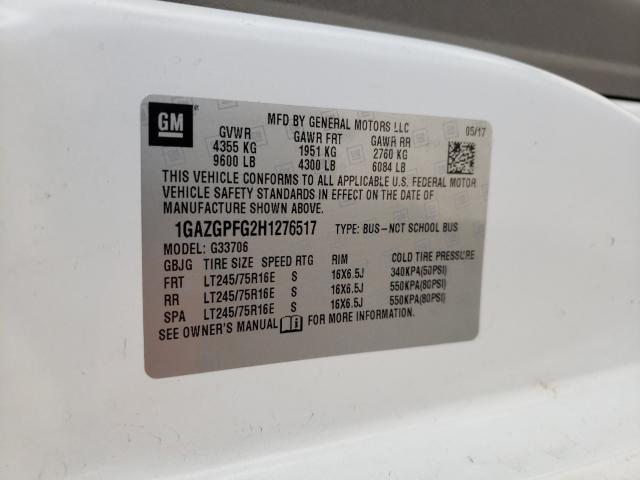 GM
MFD BY GENERAL MOTORS LLC 05/17
GVWR GAWR FRT GAWR RR
4355 KG 1951 KG 2760 KG
9600 LB 4300 LB 6084 LB
THIS VEHICLE CONFORMS TO ALL APPLICABLE U.S. FEDERAL MOTOR
VEHICLE SAFETY STANDARDS IN EFFECT ON THE DATE OF
MANUFACTURE SHOWN ABOVE.
1GAZGPFG2H1276517 TYPE: BUS-NOT SCHOOL BUS
MODEL: G33706
GBJG TIRE SIZE SPEED RTG RIM COLD TIRE PRESSURE
FRT LT245/75R16E S 16X6.5J 340KPA(50PSI)
RR LT245/75R16E S 16X6.5J 550KPA(80PSI)
SPA LT245/75R16E S 16X6.5J 550KPA(80PSI)
SEE OWNER'S MANUAL FOR MORE INFORMATION.